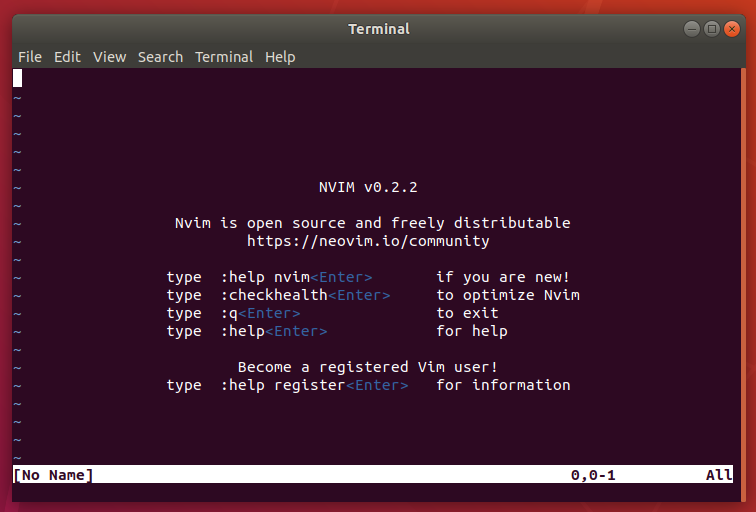 Terminal
File Edit View Search Terminal Help
~
~
~
~
~
~ NVIM v0.2.2
~
~ Nvim is open source and freely distributable
~ https://neovim.io/community
~
~ type :help nvim<Enter> if you are new!
~ type :checkhealth<Enter> to optimize Nvim
~ type :q<Enter> to exit
~ type :help<Enter> for help
~
~ Become a registered Vim user!
~ type :help register<Enter> for information
~
~
~
~
[No Name] 0,0-1 All